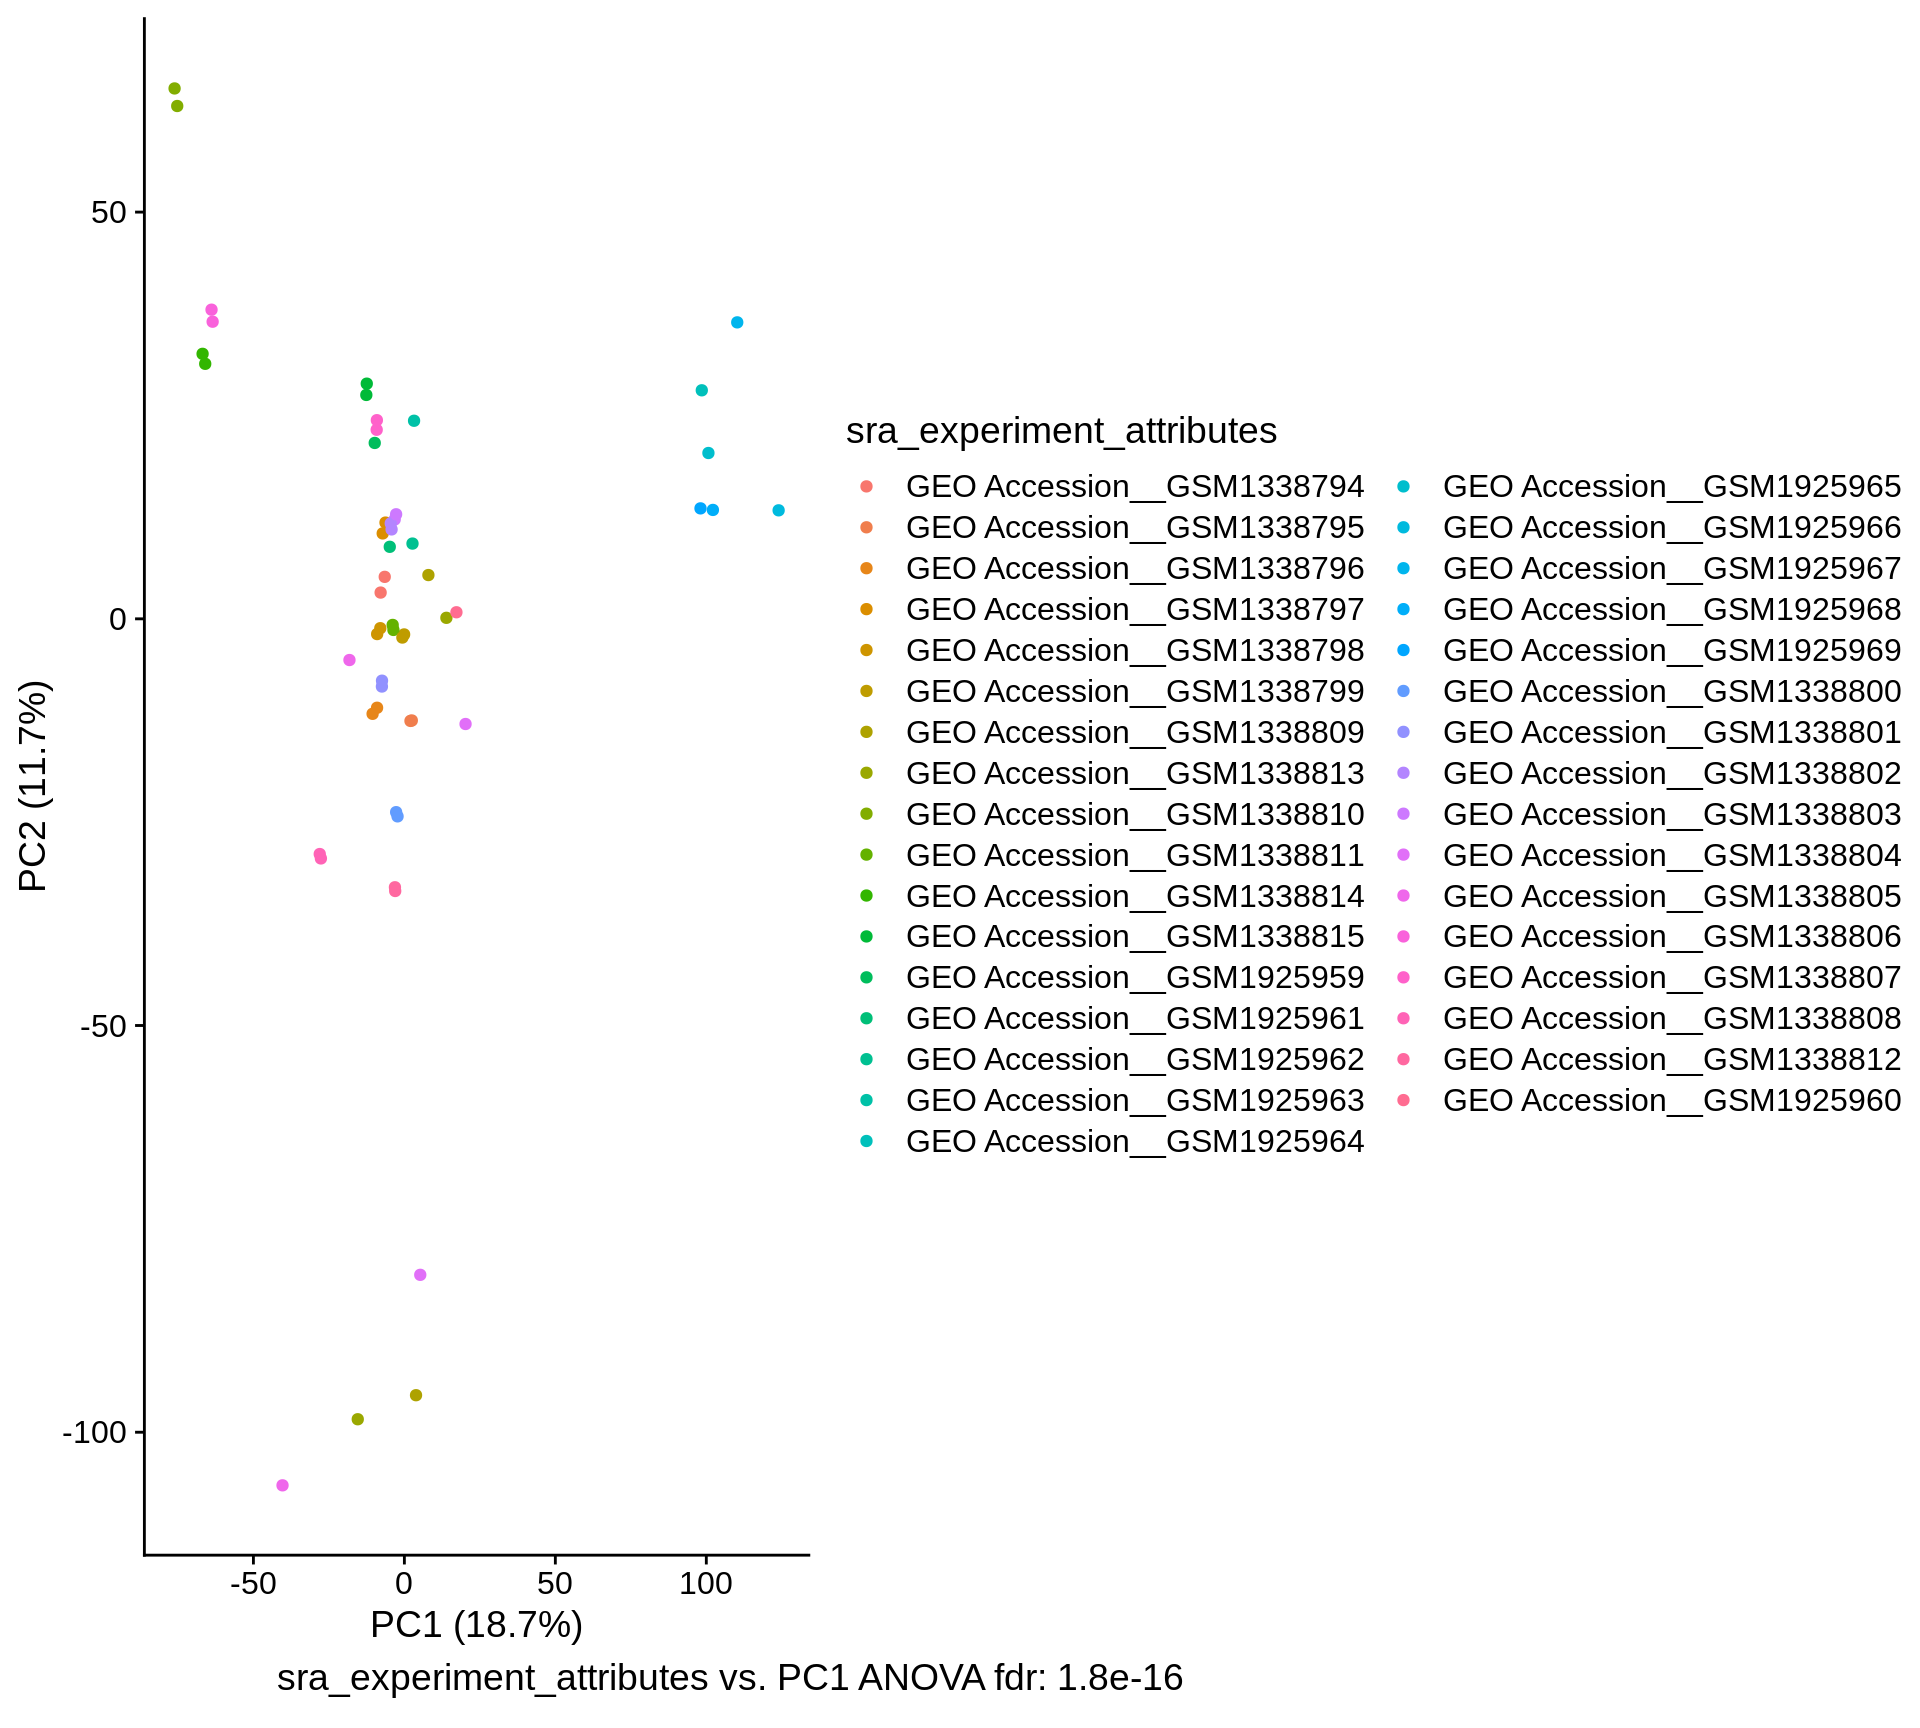 50
0
-50
-100
PC2 (11.7%)
-50 0 50 100
PC1 (18.7%)
sra_experiment_attributes vs. PC1 ANOVA fdr: 1.8e-16
sra_experiment_attributes
GEO Accession__GSM1338794
GEO Accession__GSM1338795
GEO Accession__GSM1338796
GEO Accession__GSM1338797
GEO Accession__GSM1338798
GEO Accession__GSM1338799
GEO Accession__GSM1338809
GEO Accession__GSM1338813
GEO Accession__GSM1338810
GEO Accession__GSM1338811
GEO Accession__GSM1338814
GEO Accession__GSM1338815
GEO Accession__GSM1925959
GEO Accession__GSM1925961
GEO Accession__GSM1925962
GEO Accession__GSM1925963
GEO Accession__GSM1925964
GEO Accession__GSM1925965
GEO Accession__GSM1925966
GEO Accession__GSM1925967
GEO Accession__GSM1925968
GEO Accession__GSM1925969
GEO Accession__GSM1338800
GEO Accession__GSM1338801
GEO Accession__GSM1338802
GEO Accession__GSM1338803
GEO Accession__GSM1338804
GEO Accession__GSM1338805
GEO Accession__GSM1338806
GEO Accession__GSM1338807
GEO Accession__GSM1338808
GEO Accession__GSM1338812
GEO Accession__GSM1925960